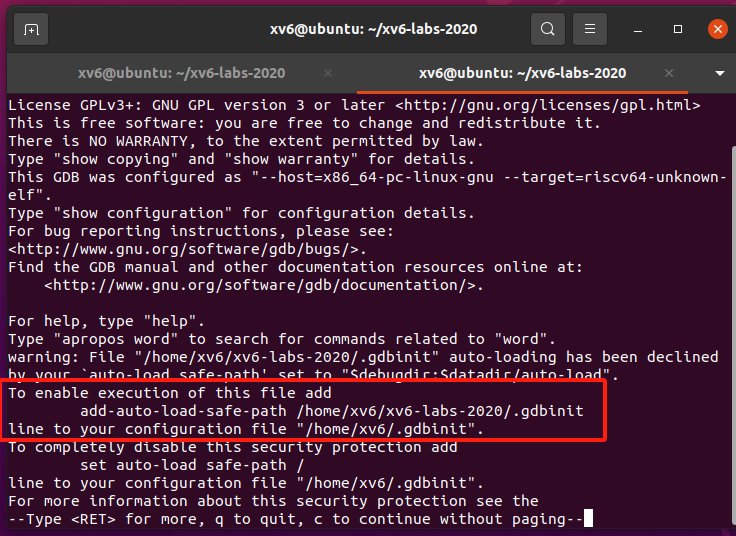 xv6@ubuntu: ~/xv6-labs-2020
xv6@ubuntu: ~/xv6-labs-2020
xv6@ubuntu: ~/xv6-labs-2020
License GPLv3+: GNU GPL version 3 or later <http://gnu.org/licenses/gpl.html>
This is free software: you are free to change and redistribute it.
There is NO WARRANTY, to the extent permitted by law.
Type "show copying" and "show warranty" for details.
This GDB was configured as "--host=x86_64-pc-linux-gnu --target=riscv64-unknown-
elf".
Type "show configuration" for configuration details.
For bug reporting instructions, please see:
<http://www.gnu.org/software/gdb/bugs/>.
Find the GDB manual and other documentation resources online at:
    <http://www.gnu.org/software/gdb/documentation/>.

For help, type "help".
Type "apropos word" to search for commands related to "word".
warning: File "/home/xv6/xv6-labs-2020/.gdbinit" auto-loading has been declined
by your `auto-load safe-path' set to "$debugdir:$datadir/auto-load".
To enable execution of this file add
        add-auto-load-safe-path /home/xv6/xv6-labs-2020/.gdbinit
line to your configuration file "/home/xv6/.gdbinit".
To completely disable this security protection add
        set auto-load safe-path /
line to your configuration file "/home/xv6/.gdbinit".
For more information about this security protection see the
--Type <RET> for more, q to quit, c to continue without paging--